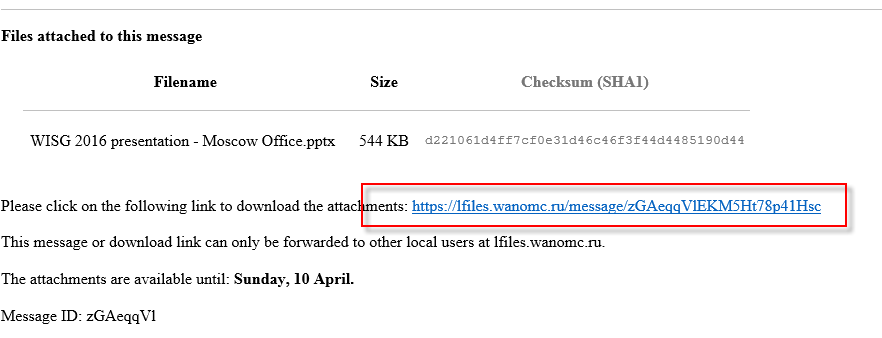 Files attached to this message
Filename Size Checksum (SHA1)
WISG 2016 presentation - Moscow Office.pptx 544 KB d221061d4ff7cf0e31d46c46f3f44d4485190d44
Please click on the following link to download the attachments: https://lfiles.wanomc.ru/message/zGAeqqVlEKM5Ht78p41Hsc
This message or download link can only be forwarded to other local users at lfiles.wanomc.ru.
The attachments are available until: Sunday, 10 April.
Message ID: zGAeqqVl